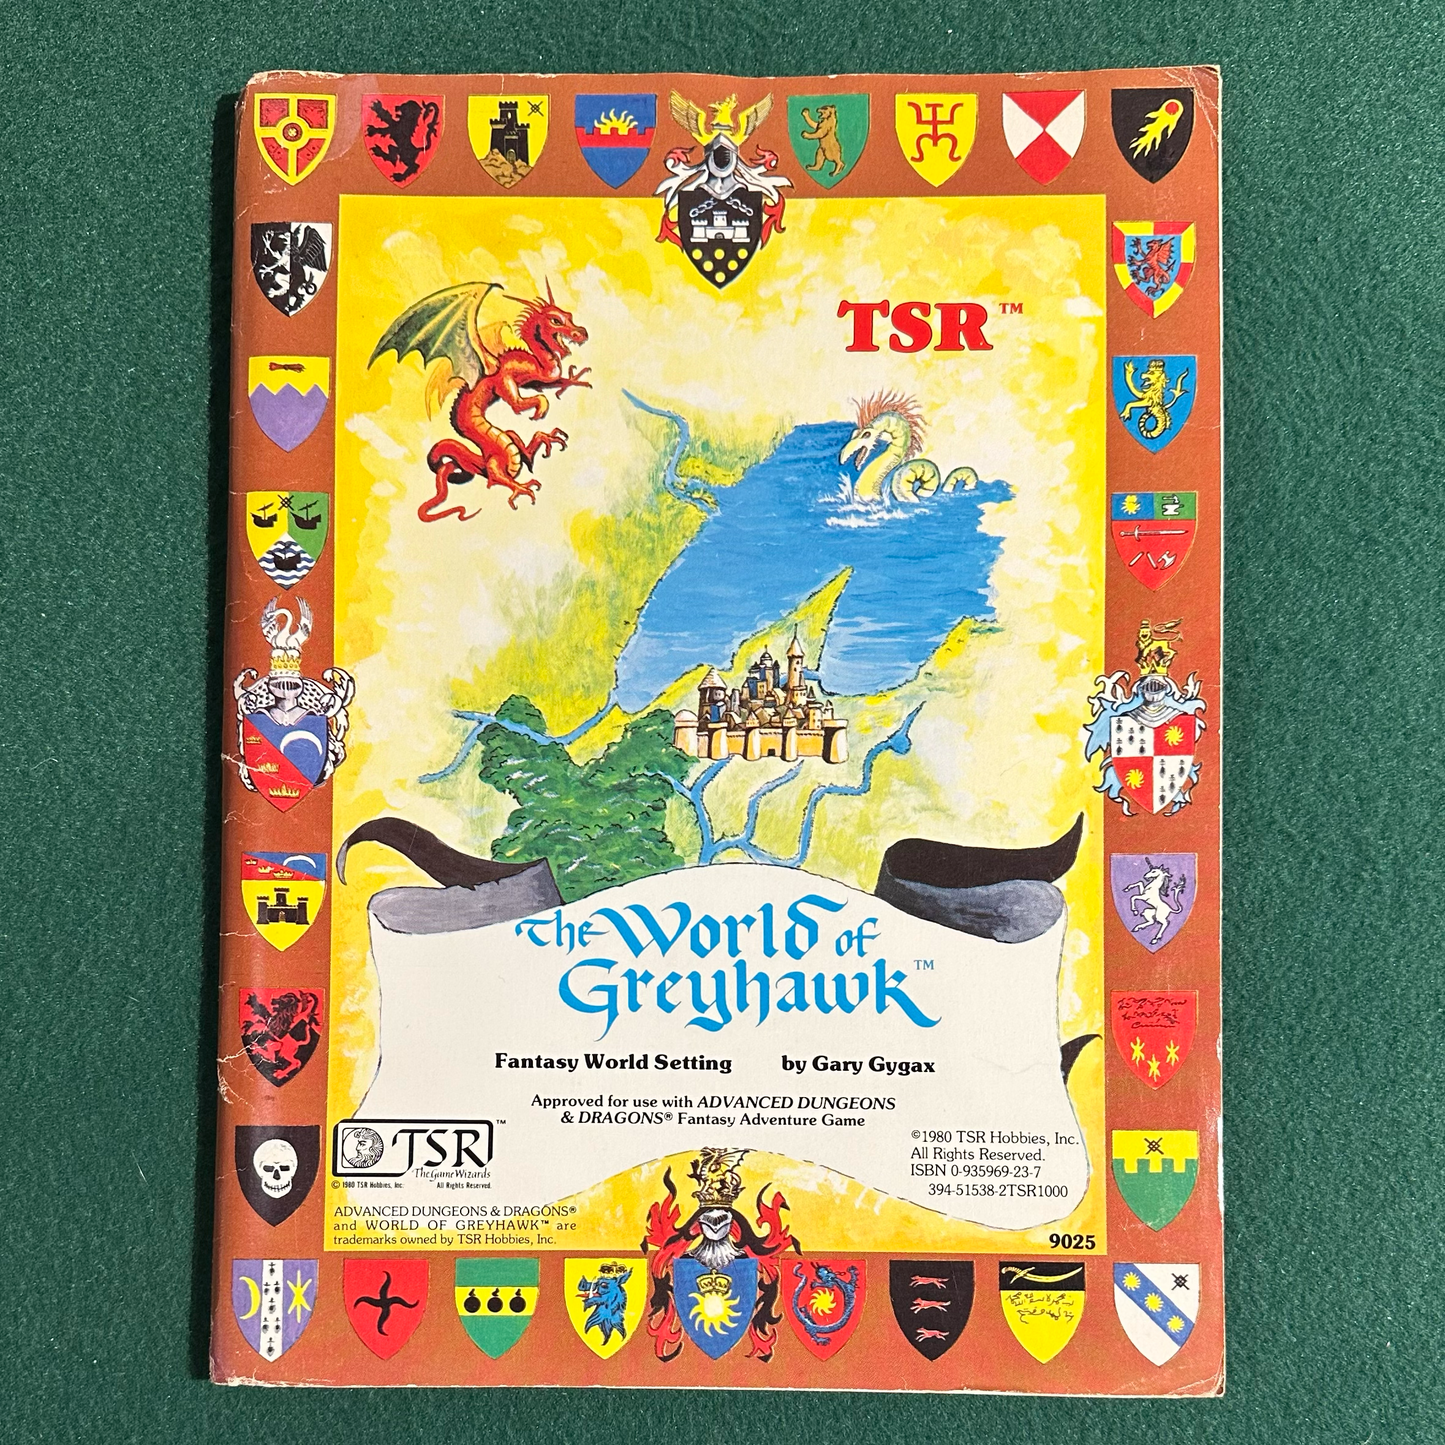 TSR™
The World of
Greyhawk™
Fantasy World Setting by Gary Gygax
Approved for use with ADVANCED DUNGEONS
& DRAGONS® Fantasy Adventure Game
TSR™
The Game Wizards
© 1980 TSR Hobbies, Inc. All Rights Reserved.
©1980 TSR Hobbies, Inc.
All Rights Reserved.
ISBN 0-935969-23-7
394-51538-2TSR1000
ADVANCED DUNGEONS & DRAGONS®
and WORLD OF GREYHAWK™ are
trademarks owned by TSR Hobbies, Inc.
9025